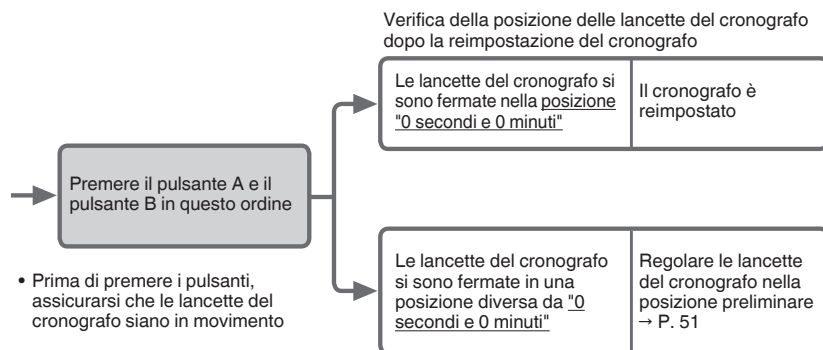 Verifica della posizione delle lancette del cronografo
dopo la reimpostazione del cronografo
Le lancette del cronografo si
sono fermate nella posizione
"0 secondi e 0 minuti"
Il cronografo è
reimpostato
Premere il pulsante A e il
pulsante B in questo ordine
• Prima di premere i pulsanti,
assicurarsi che le lancette del
cronografo siano in movimento
Le lancette del cronografo
si sono fermate in una
posizione diversa da "0
secondi e 0 minuti"
Regolare le lancette
del cronografo nella
posizione preliminare
→ P. 51